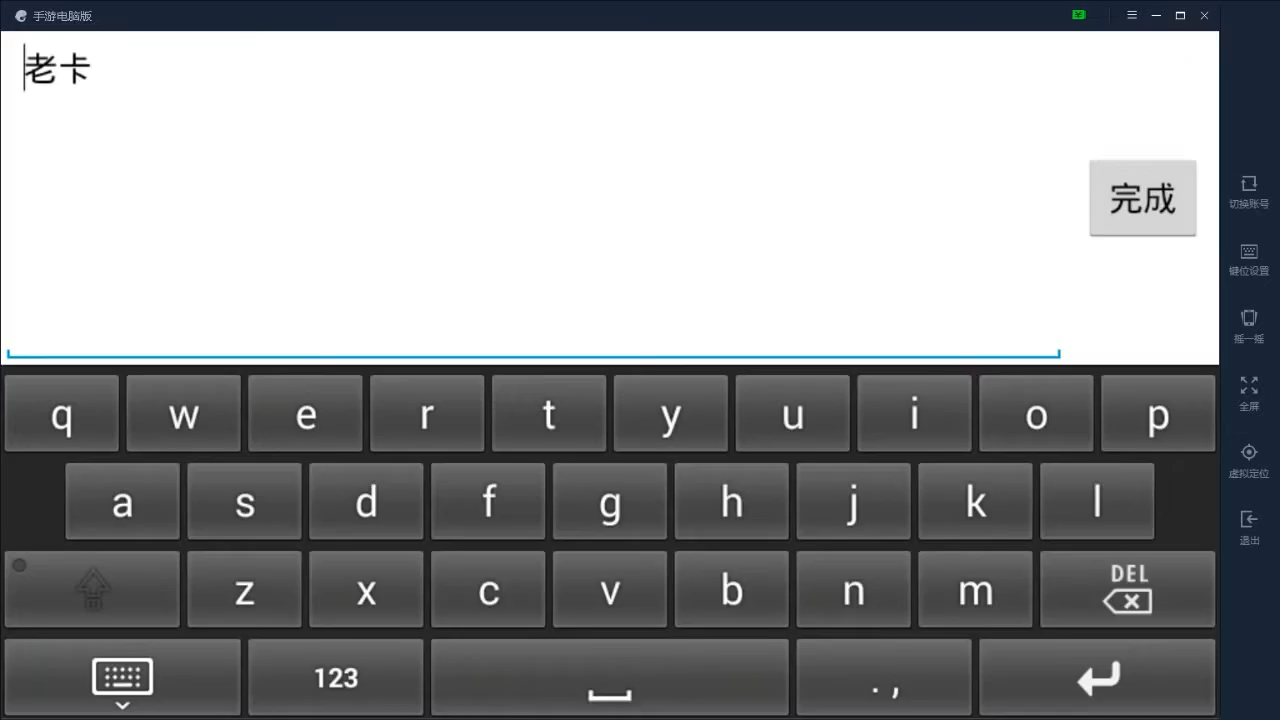 手游电脑版
老卡
完成
切换账号
键位设置
摇一摇
全屏
虚拟定位
退出
q w e r t y u i o p
a s d f g h j k l
z x c v b n m DEL
123 . ,